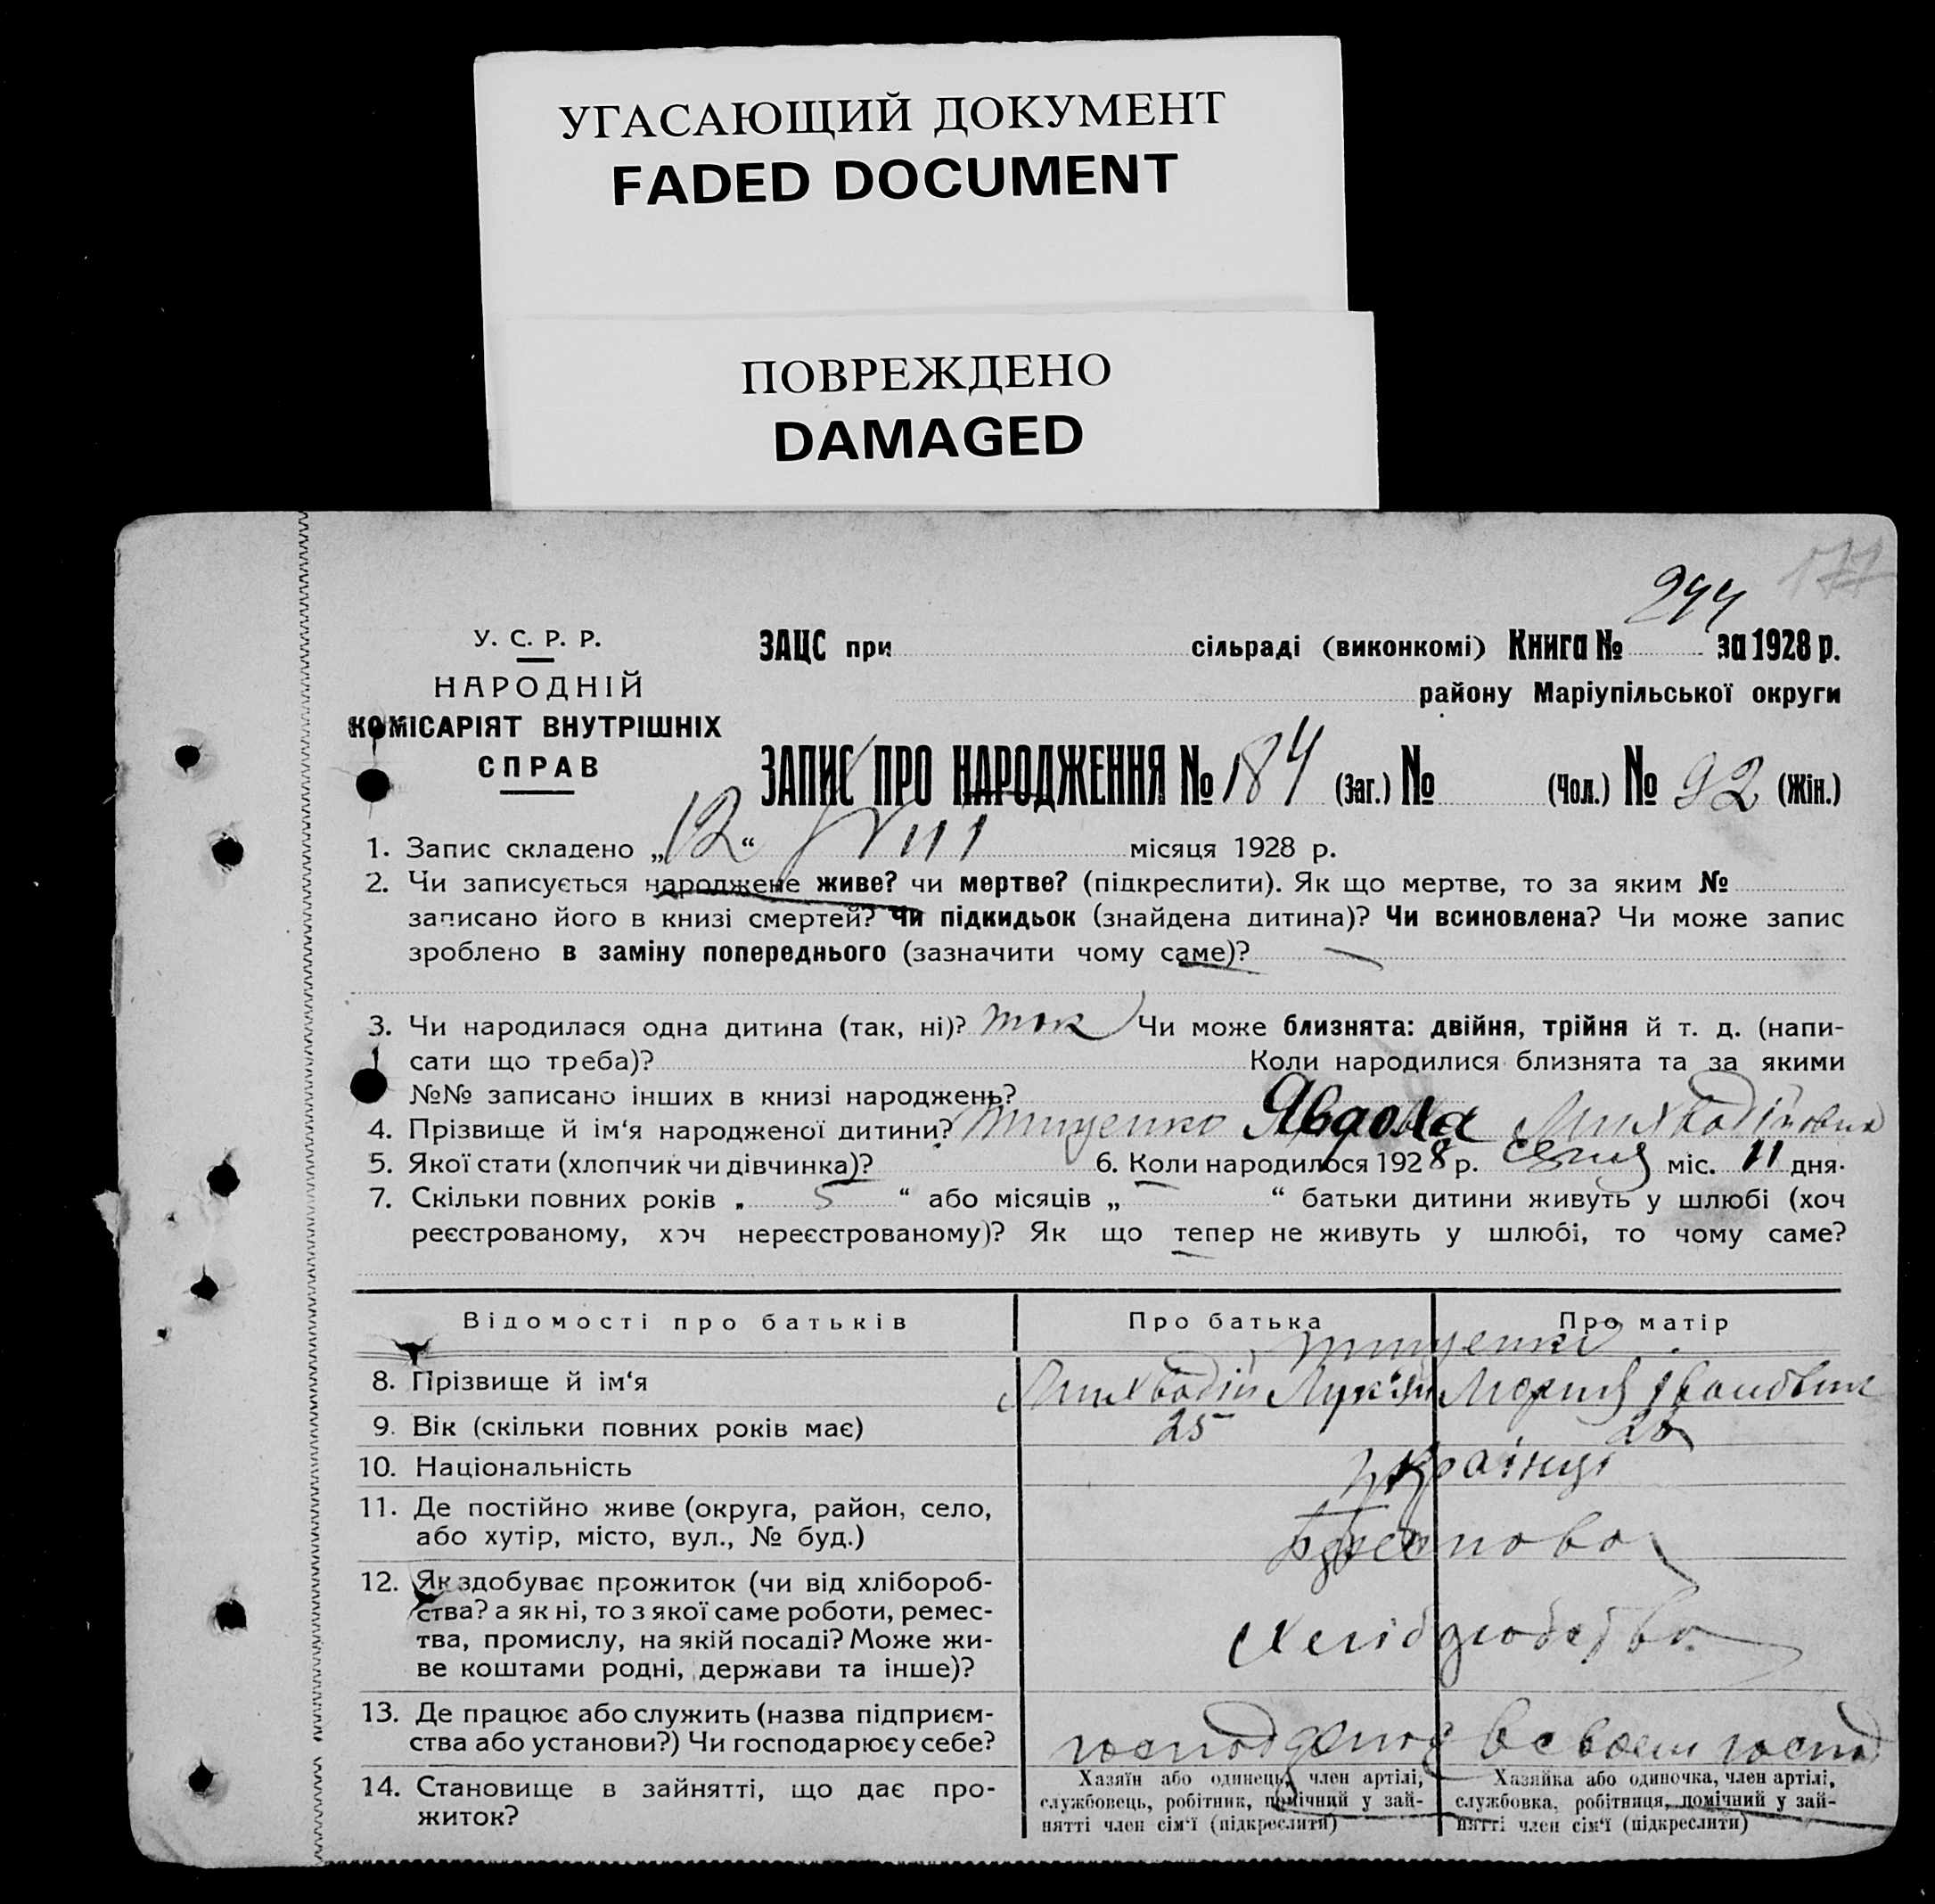 УГАСАЮЩИЙ ДОКУМЕНТ
FADED DOCUMENT
ПОВРЕЖДЕНО
DAMAGED
177
244
У. С. Р. Р.
НАРОДНІЙ
КОМІСАРІЯТ ВНУТРІШНІХ
СПРАВ
ЗАЦС при сільраді (виконкомі) Книга № за 1928 р.
району Маріупільської округи
ЗАПИС ПРО НАРОДЖЕННЯ № 184 (Заг.) № (Чол.) № 92 (Жін.)
1. Запис складено „12“ VIII місяця 1928 р.
2. Чи записується народжене живе? чи мертве? (підкреслити). Як що мертве, то за яким №
записано його в книзі смертей? Чи підкидьок (знайдена дитина)? Чи всиновлена? Чи може запис
зроблено в заміну попереднього (зазначити чому саме)?
3. Чи народилася одна дитина (так, ні)? так Чи може близнята: двійня, трійня й т. д. (напи-
сати що треба)? Коли народилися близнята та за якими
№№ записано інших в книзі народжень?
4. Прізвище й ім‘я народженої дитини? Тищенко Явдоха
5. Якої стати (хлопчик чи дівчинка)? 6. Коли народилося 1928 р. серпня міс. 11 дня.
7. Скільки повних років „ 5 “ або місяців „ “ батьки дитини живуть у шлюбі (хоч
реєстрованому, хоч нереєстрованому)? Як що тепер не живуть у шлюбі, то чому саме?
Відомості про батьків Про батька Про матір
Тищенко
8. Прізвище й ім‘я Мария Івановна
9. Вік (скільки повних років має) 25
10. Національність Українці
11. Де постійно живе (округа, район, село,
або хутір, місто, вул., № буд.)
12. Як здобуває прожиток (чи від хлібороб-
ства? а як ні, то з якої саме роботи, ремес-
тва, промислу, на якій посаді? Може жи-
ве коштами родні, держави та інше)?
хліборобство
13. Де працює або служить (назва підприєм-
ства або установи?) Чи господарює у себе?
в своем господ
14. Становище в зайнятті, що дає про-
житок?
Хазяїн або одинець, член артілі,
службовець, робітник, помічний у зай-
нятті член сім‘ї (підкреслити)
Хазяйка або одиночка, член артілі,
службовка, робітниця, помічний у зай-
нятті член сім‘ї (підкреслити)